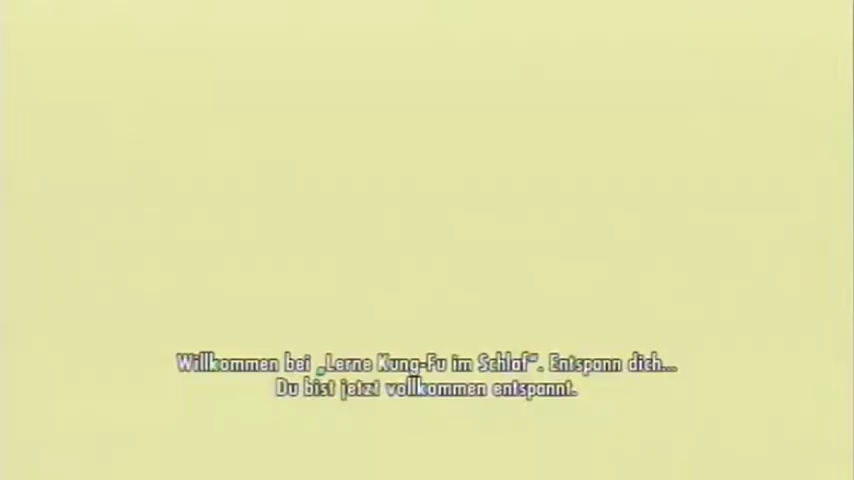 Willkommen bei „Lerne Kung-Fu im Schlaf“. Entspann dich...
Du bist jetzt vollkommen entspannt.